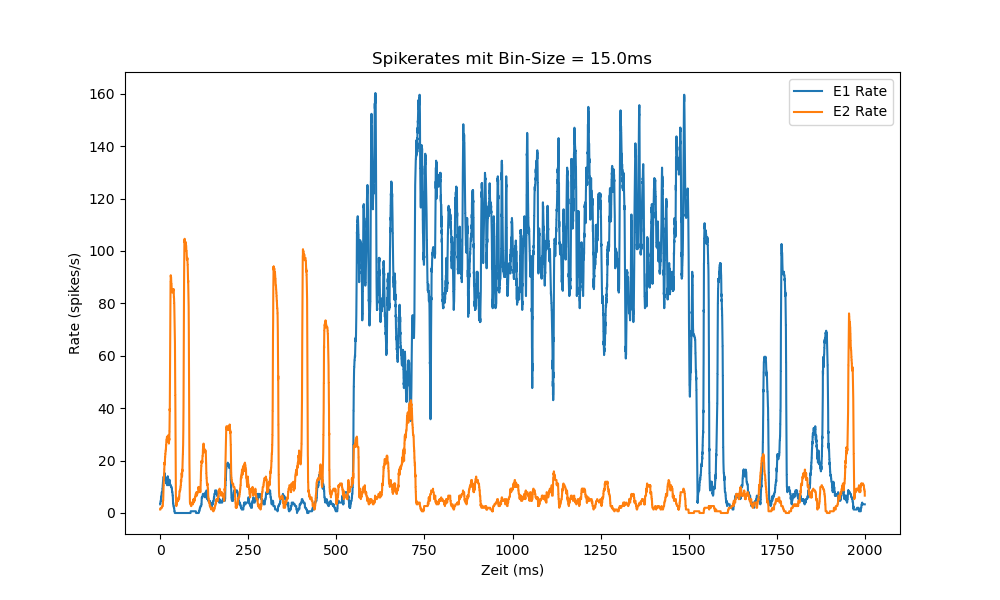 Spikerates mit Bin-Size = 15.0ms
E1 Rate
E2 Rate
160
140
120
100
80
60
40
20
0
Rate (spikes/s)
0 250 500 750 1000 1250 1500 1750 2000
Zeit (ms)